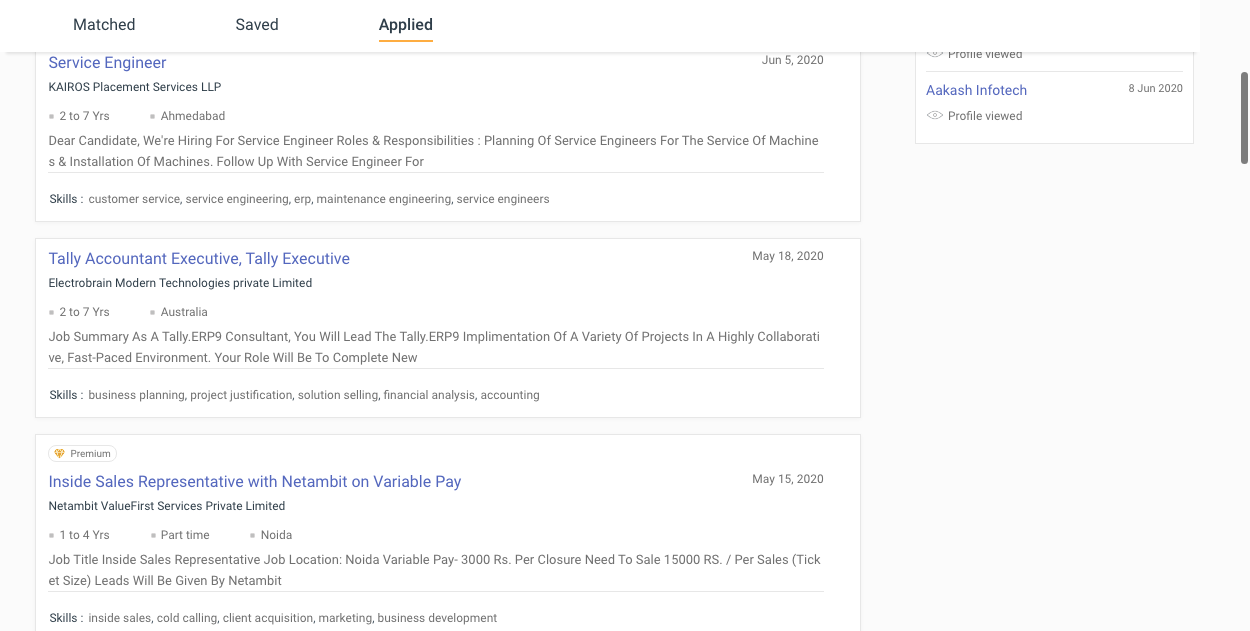 Matched Saved Applied
Service Engineer Jun 5, 2020
KAIROS Placement Services LLP
2 to 7 Yrs Ahmedabad
Dear Candidate, We're Hiring For Service Engineer Roles & Responsibilities : Planning Of Service Engineers For The Service Of Machine
s & Installation Of Machines. Follow Up With Service Engineer For
Skills : customer service, service engineering, erp, maintenance engineering, service engineers
Tally Accountant Executive, Tally Executive May 18, 2020
Electrobrain Modern Technologies private Limited
2 to 7 Yrs Australia
Job Summary As A Tally.ERP9 Consultant, You Will Lead The Tally.ERP9 Implimentation Of A Variety Of Projects In A Highly Collaborati
ve, Fast-Paced Environment. Your Role Will Be To Complete New
Skills : business planning, project justification, solution selling, financial analysis, accounting
Premium
Inside Sales Representative with Netambit on Variable Pay May 15, 2020
Netambit ValueFirst Services Private Limited
1 to 4 Yrs Part time Noida
Job Title Inside Sales Representative Job Location: Noida Variable Pay- 3000 Rs. Per Closure Need To Sale 15000 RS. / Per Sales (Tick
et Size) Leads Will Be Given By Netambit
Skills : inside sales, cold calling, client acquisition, marketing, business development
Profile viewed
Aakash Infotech 8 Jun 2020
Profile viewed